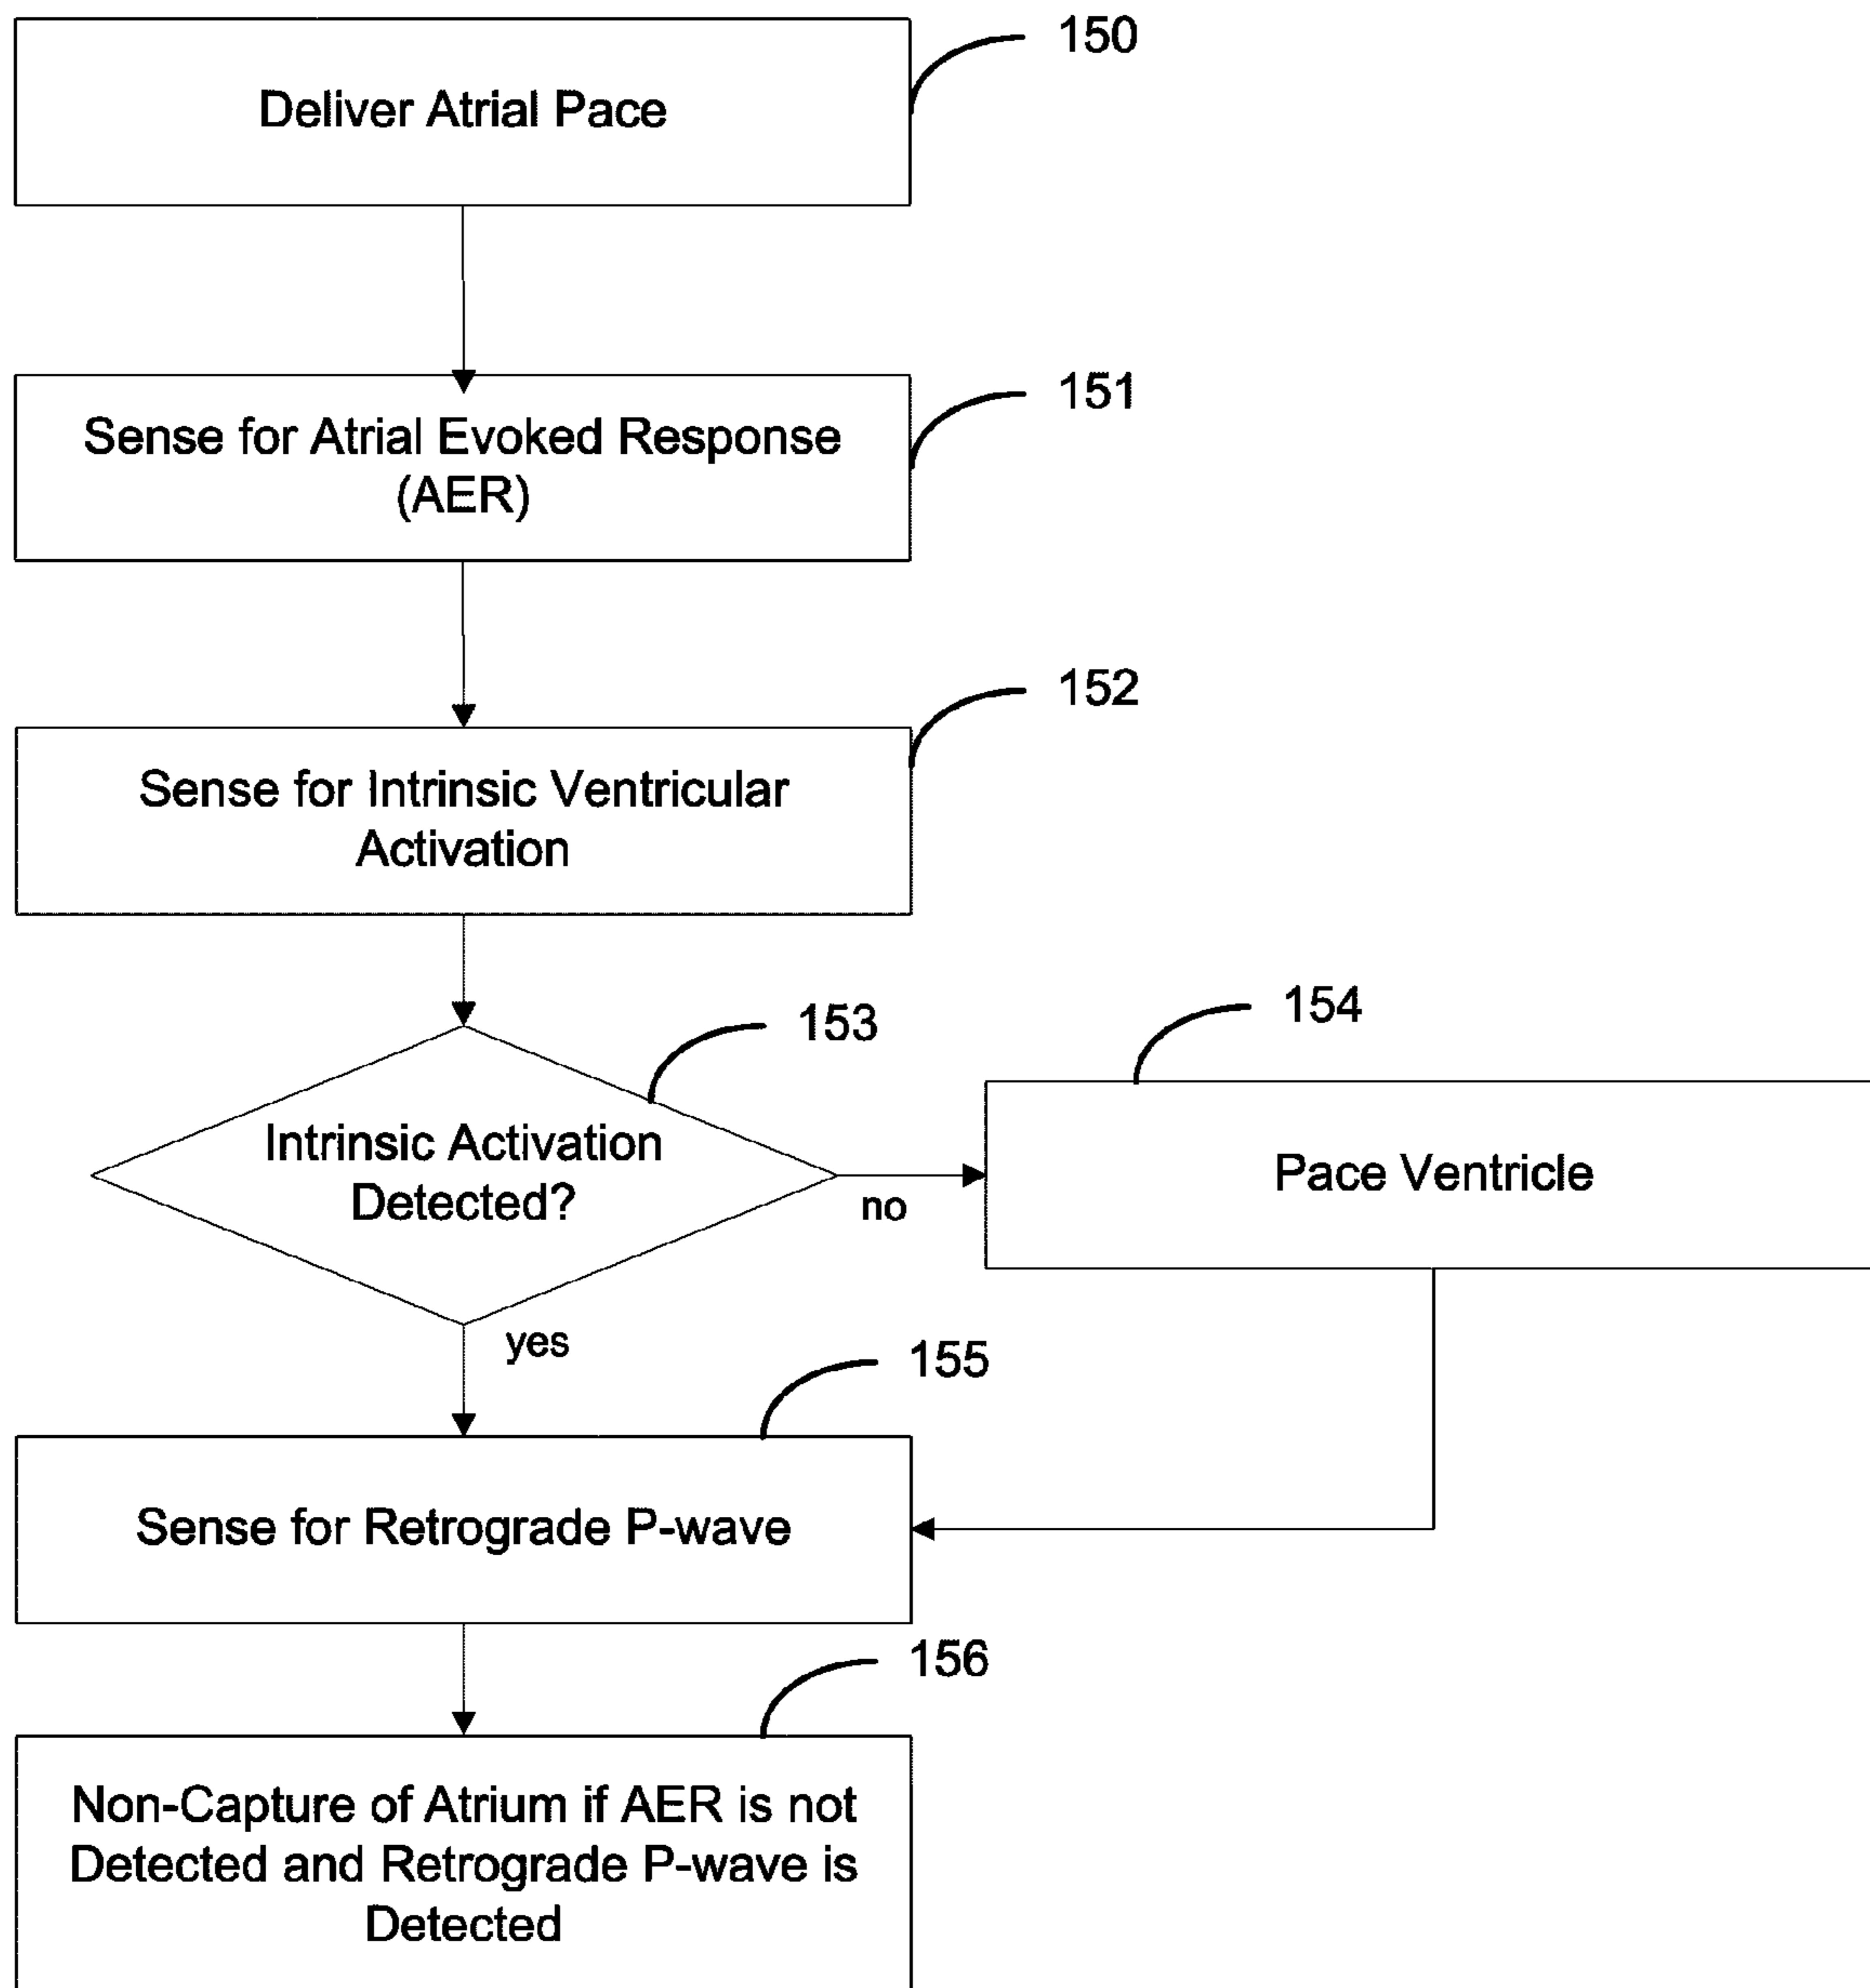 Deliver Atrial Pace
150
Sense for Atrial Evoked Response
(AER)
151
Sense for Intrinsic Ventricular
Activation
152
Intrinsic Activation
Detected?
153
no
yes
Pace Ventricle
154
Sense for Retrograde P-wave
155
Non-Capture of Atrium if AER is not
Detected and Retrograde P-wave is
Detected
156